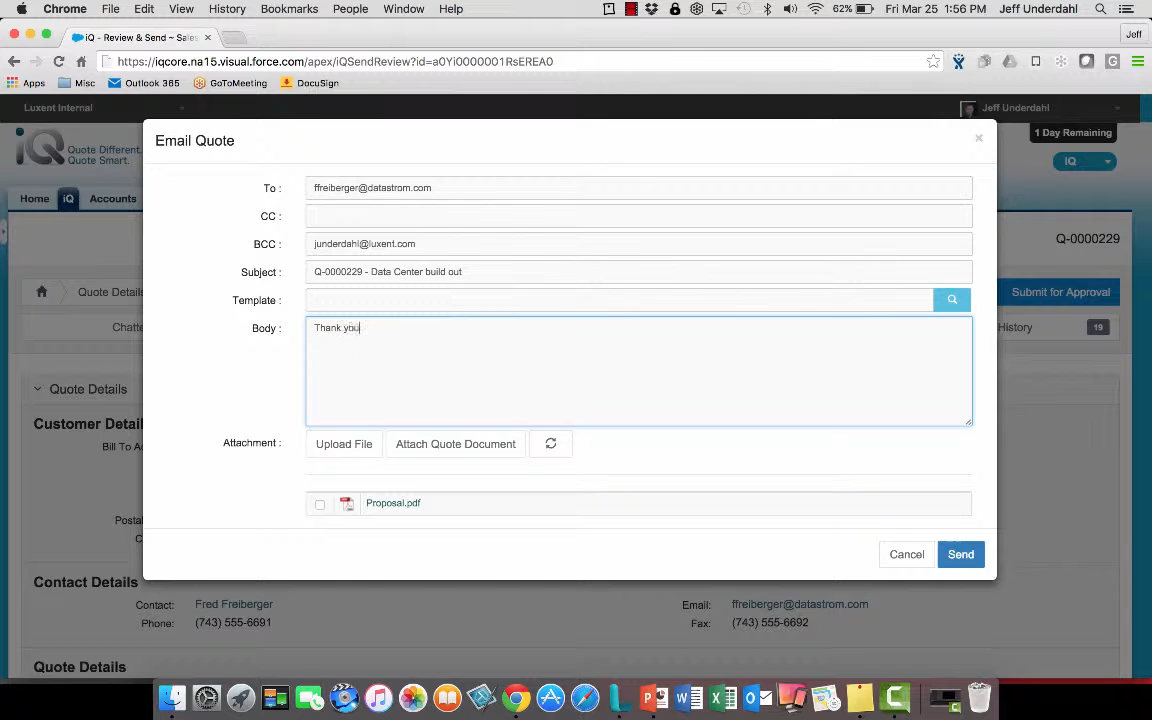 Chrome File Edit View History Bookmarks People Window Help 62% Fri Mar 25 1:56 PM Jeff Underdahl
iQ - Review & Send ~ Sales Jeff
https://iqcore.na15.visual.force.com/apex/iQSendReview?id=a0Yi0000001RsEREA0
Apps Misc Outlook 365 GoToMeeting DocuSign
Luxent Internal Jeff Underdahl
Email Quote
1 Day Remaining
iQ Quote Different.
Quote Smart.
iQ
To : ffreiberger@datastrom.com
Home iQ Accounts
CC :
Q-0000229
BCC : junderdahl@luxent.com
Subject : Q-0000229 - Data Center build out
Quote Detail
Submit for Approval
Template :
Chatte
Body : Thank you
History 19
Quote Details
Customer Detai
Bill To Ac
Attachment : Upload File Attach Quote Document
Proposal.pdf
Posta
C
Cancel Send
Contact Details
Contact: Fred Freiberger Email: ffreiberger@datastrom.com
Phone: (743) 555-6691 Fax: (743) 555-6692
Quote Details